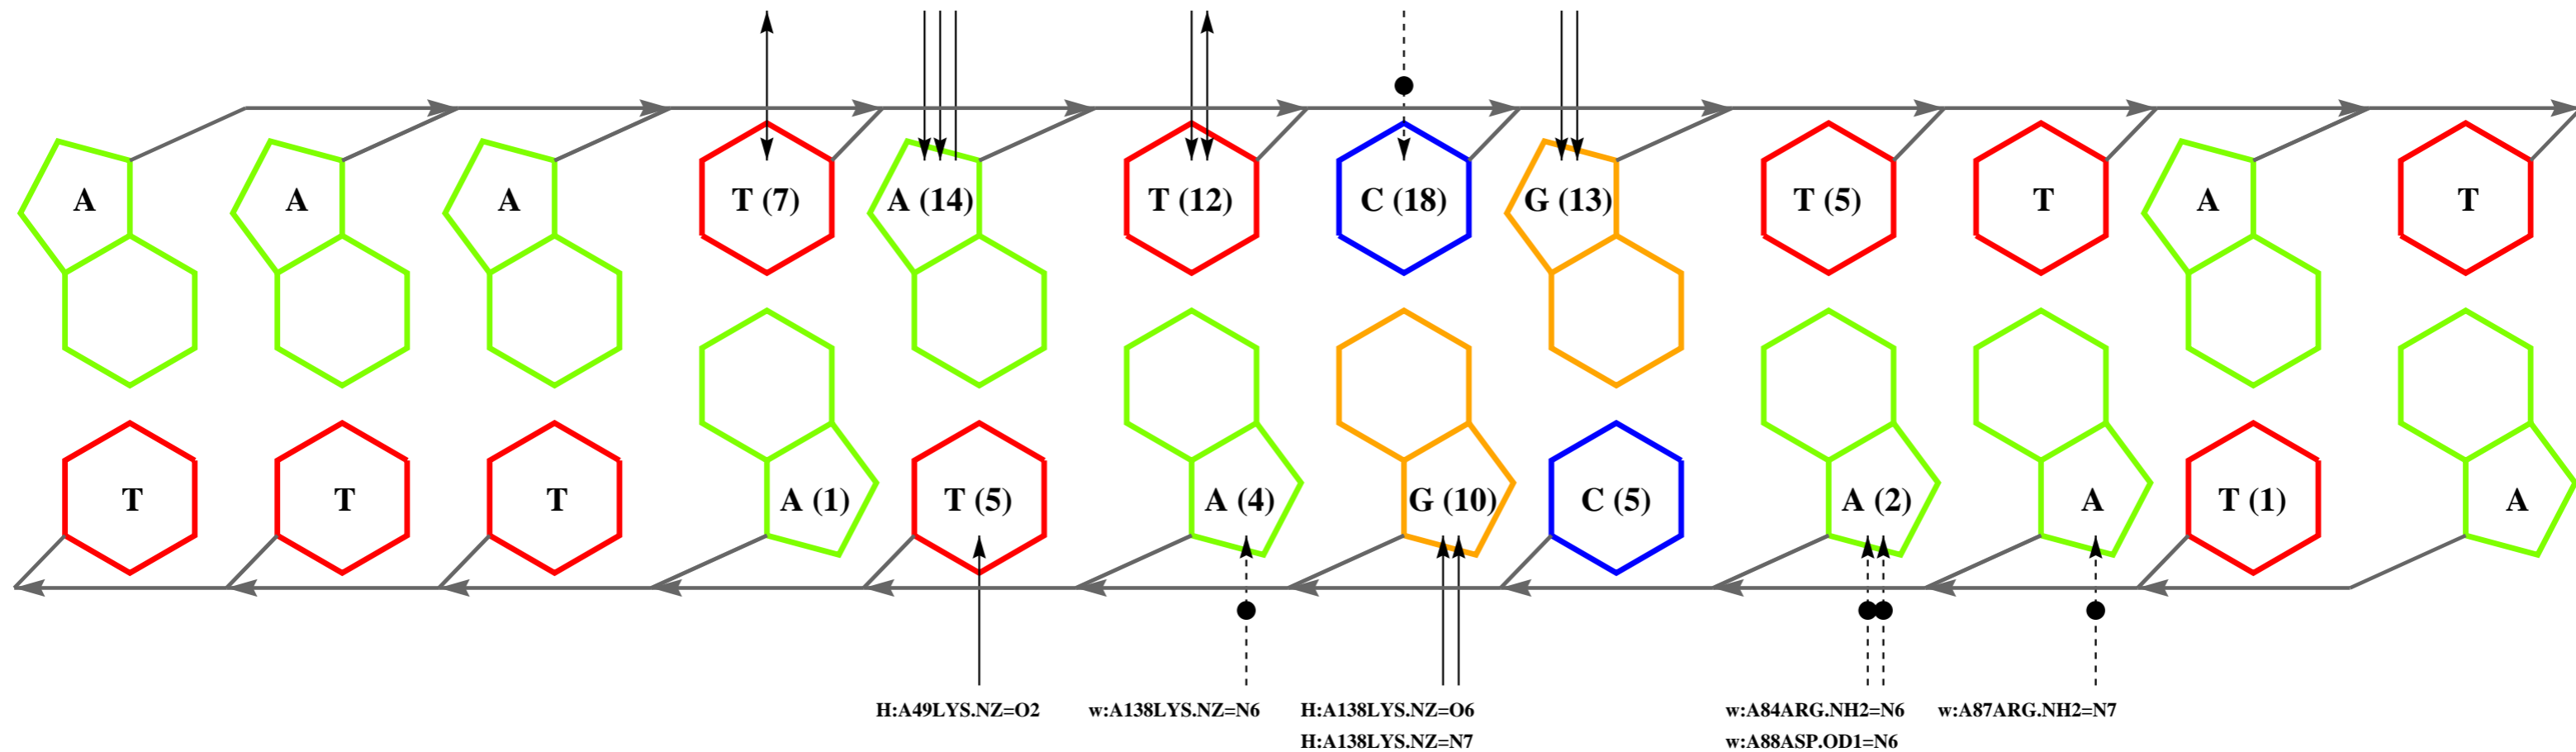 A A A T (7) A (14) T (12) C (18) G (13) T (5) T A T
T T T A (1) T (5) A (4) G (10) C (5) A (2) A T (1) A
H:A49LYS.NZ=O2 w:A138LYS.NZ=N6 H:A138LYS.NZ=O6 w:A84ARG.NH2=N6 w:A87ARG.NH2=N7
H:A138LYS.NZ=N7 w:A88ASP.OD1=N6